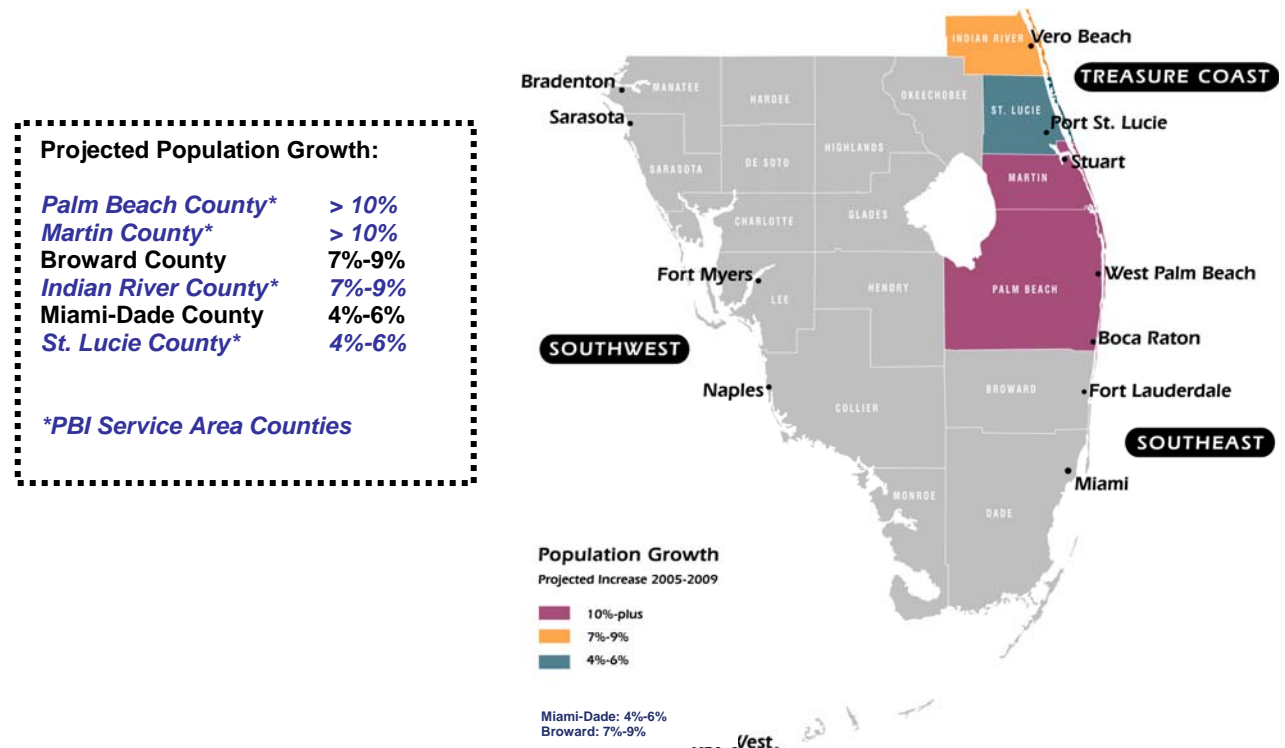 Projected Population Growth:
Palm Beach County* > 10%
Martin County* > 10%
Broward County 7%-9%
Indian River County* 7%-9%
Miami-Dade County 4%-6%
St. Lucie County* 4%-6%
*PBI Service Area Counties
INDIAN RIVER
Vero Beach
TREASURE COAST
Bradenton
MANATEE
HARDEE
OKEECHOBEE
ST. LUCIE
Sarasota
Port St. Lucie
HIGHLANDS
Stuart
SARASOTA
DE SOTO
MARTIN
CHARLOTTE
GLADES
Fort Myers
LEE
HENDRY
PALM BEACH
West Palm Beach
SOUTHWEST
Boca Raton
Naples
COLLIER
BROWARD
Fort Lauderdale
SOUTHEAST
Miami
MONROE
DADE
Population Growth
Projected Increase 2005-2009
10%-plus
7%-9%
4%-6%
Miami-Dade: 4%-6%
Broward: 7%-9%